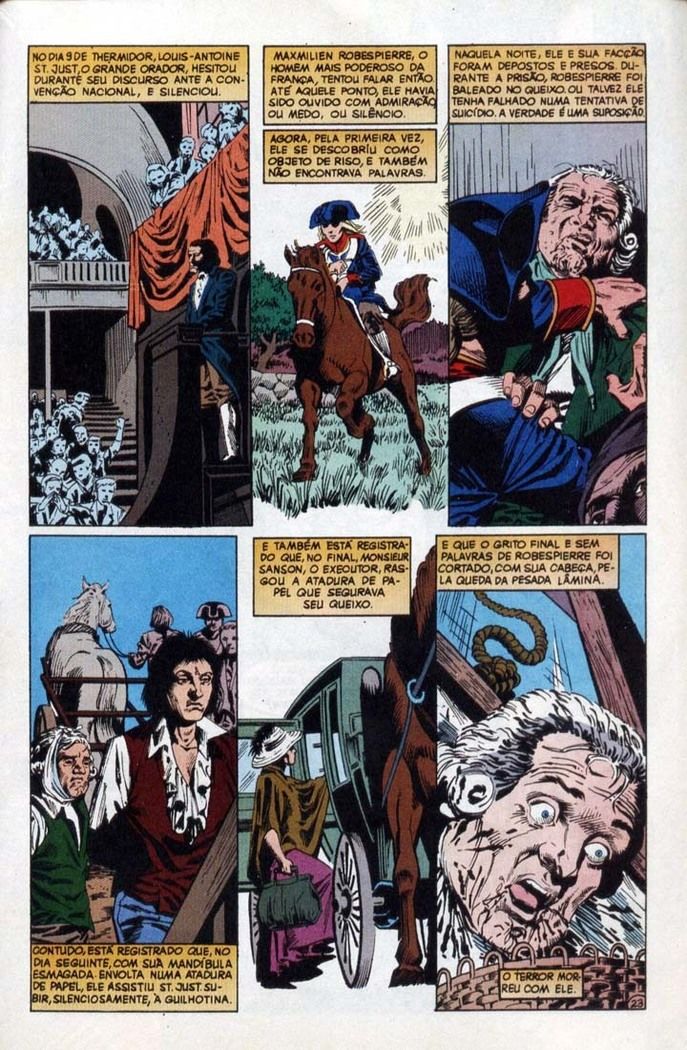 NO DIA 9 DE THERMIDOR, LOUIS-ANTOINE
ST. JUST, O GRANDE ORADOR, HESITOU
DURANTE SEU DISCURSO ANTE A CON-
VENÇÃO NACIONAL, E SILENCIOU.
MAXMILIEN ROBESPIERRE, O
HOMEM MAIS PODEROSO DA
FRANÇA, TENTOU FALAR ENTÃO.
ATÉ AQUELE PONTO, ELE HAVIA
SIDO OUVIDO COM ADMIRAÇÃO
OU MEDO, OU SILÊNCIO.
AGORA, PELA PRIMEIRA VEZ,
ELE SE DESCOBRIU COMO
OBJETO DE RISO, E TAMBÉM
NÃO ENCONTRAVA PALAVRAS.
NAQUELA NOITE, ELE E SUA FACÇÃO
FORAM DEPOSTOS E PRESOS. DU-
RANTE A PRISÃO, ROBESPIERRE FOI
BALEADO NO QUEIXO. OU TALVEZ ELE
TENHA FALHADO NUMA TENTATIVA DE
SUICÍDIO. A VERDADE É UMA SUPOSIÇÃO.
CONTUDO, ESTÁ REGISTRADO QUE, NO
DIA SEGUINTE, COM SUA MANDÍBULA
ESMAGADA ENVOLTA NUMA ATADURA
DE PAPEL, ELE ASSISTIU ST. JUST SU-
BIR, SILENCIOSAMENTE, À GUILHOTINA.
E TAMBÉM ESTÁ REGISTRA-
DO QUE, NO FINAL, MONSIEUR
SANSON, O EXECUTOR, RAS-
GOU A ATADURA DE PA-
PEL QUE SEGURAVA
SEU QUEIXO.
E QUE O GRITO FINAL E SEM
PALAVRAS DE ROBESPIERRE FOI
CORTADO, COM SUA CABEÇA, PE-
LA QUEDA DA PESADA LÂMINA.
O TERROR MOR-
REU COM ELE.
23